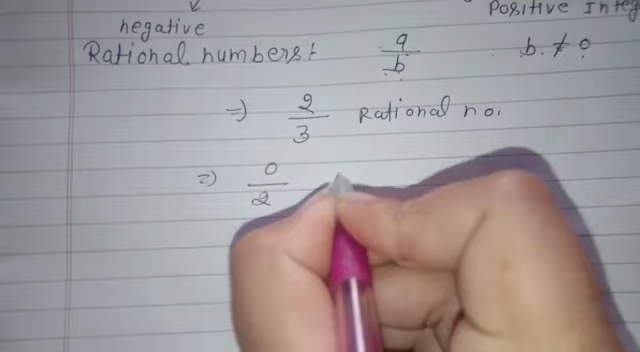 Positive Integ
negative
Rational numbers:
a/b b ≠ 0
=) 2/3 Rational no.
=) 0/2